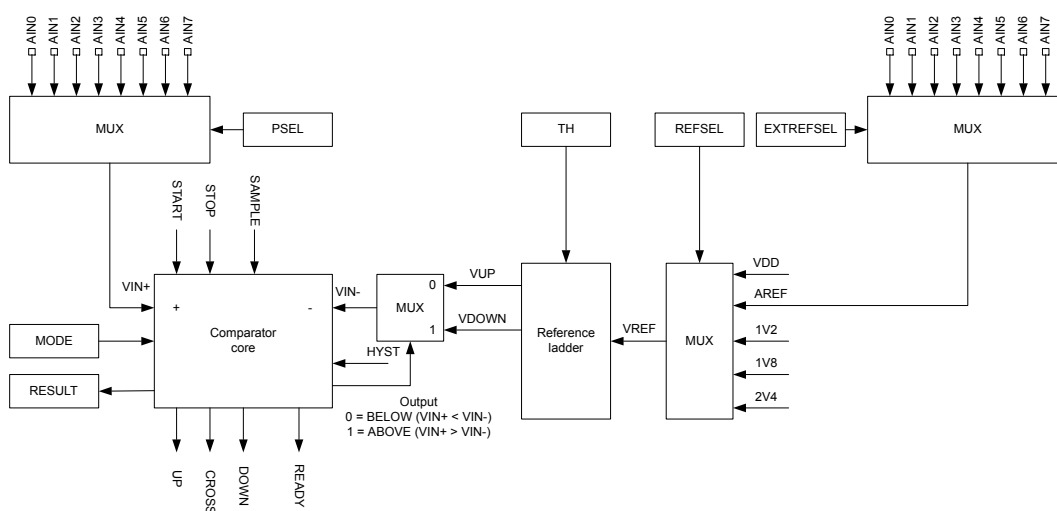 AIN0 AIN1 AIN2 AIN3 AIN4 AIN5 AIN6 AIN7
AIN0 AIN1 AIN2 AIN3 AIN4 AIN5 AIN6 AIN7
MUX
PSEL
TH
REFSEL
EXTREFSEL
MUX
START
STOP
SAMPLE
VIN+
+
VIN-
-
MUX
0
1
VUP
VDOWN
VDD
AREF
1V2
1V8
2V4
MODE
Comparator
core
HYST
Reference
ladder
VREF
MUX
RESULT
Output
0 = BELOW (VIN+ < VIN-)
1 = ABOVE (VIN+ > VIN-)
UP
CROSS
DOWN
READY